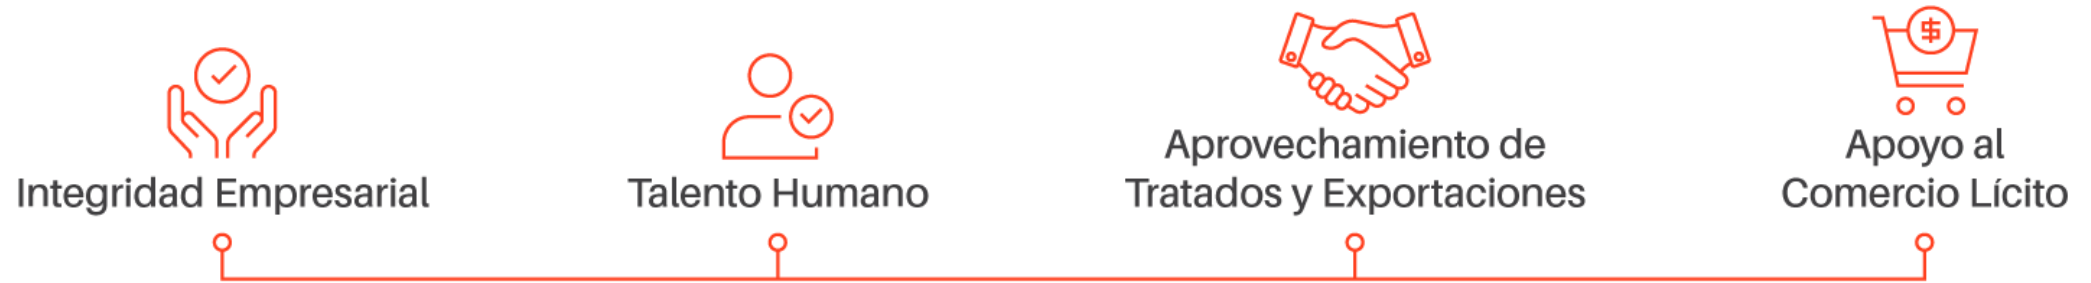 Integridad Empresarial
Talento Humano
Aprovechamiento de
Tratados y Exportaciones
Apoyo al
Comercio Lícito
$